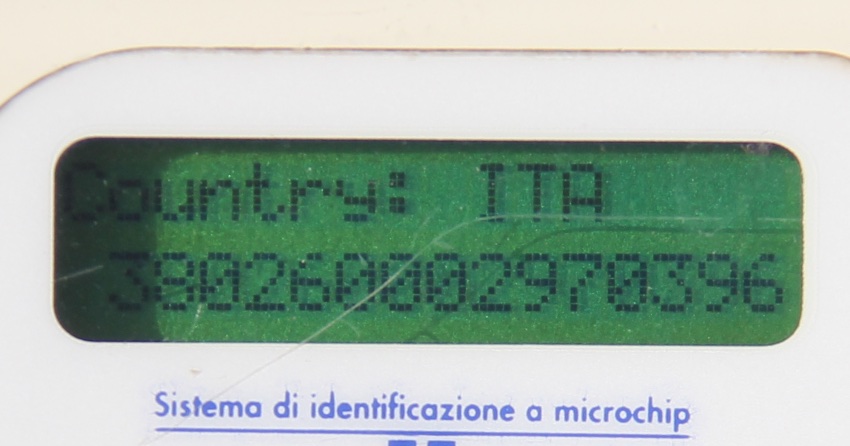 Country: ITA
380260002970396
Sistema di identificazione a microchip